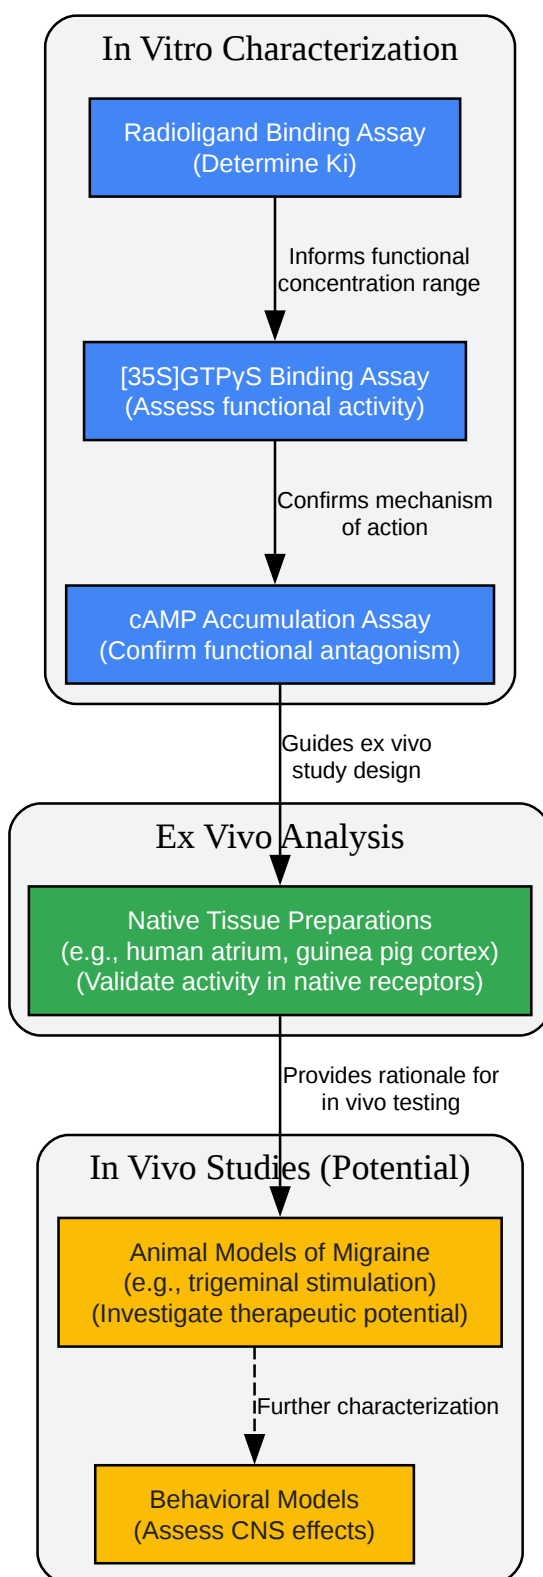 In Vitro Characterization
Radioligand Binding Assay
(Determine Ki)
Informs functional
concentration range
[35S]GTPγS Binding Assay
(Assess functional activity)
Confirms mechanism
of action
cAMP Accumulation Assay
(Confirm functional antagonism)
Guides ex vivo
study design
Ex Vivo Analysis
Native Tissue Preparations
(e.g., human atrium, guinea pig cortex)
(Validate activity in native receptors)
Provides rationale for
in vivo testing
In Vivo Studies (Potential)
Animal Models of Migraine
(e.g., trigeminal stimulation)
(Investigate therapeutic potential)
Further characterization
Behavioral Models
(Assess CNS effects)